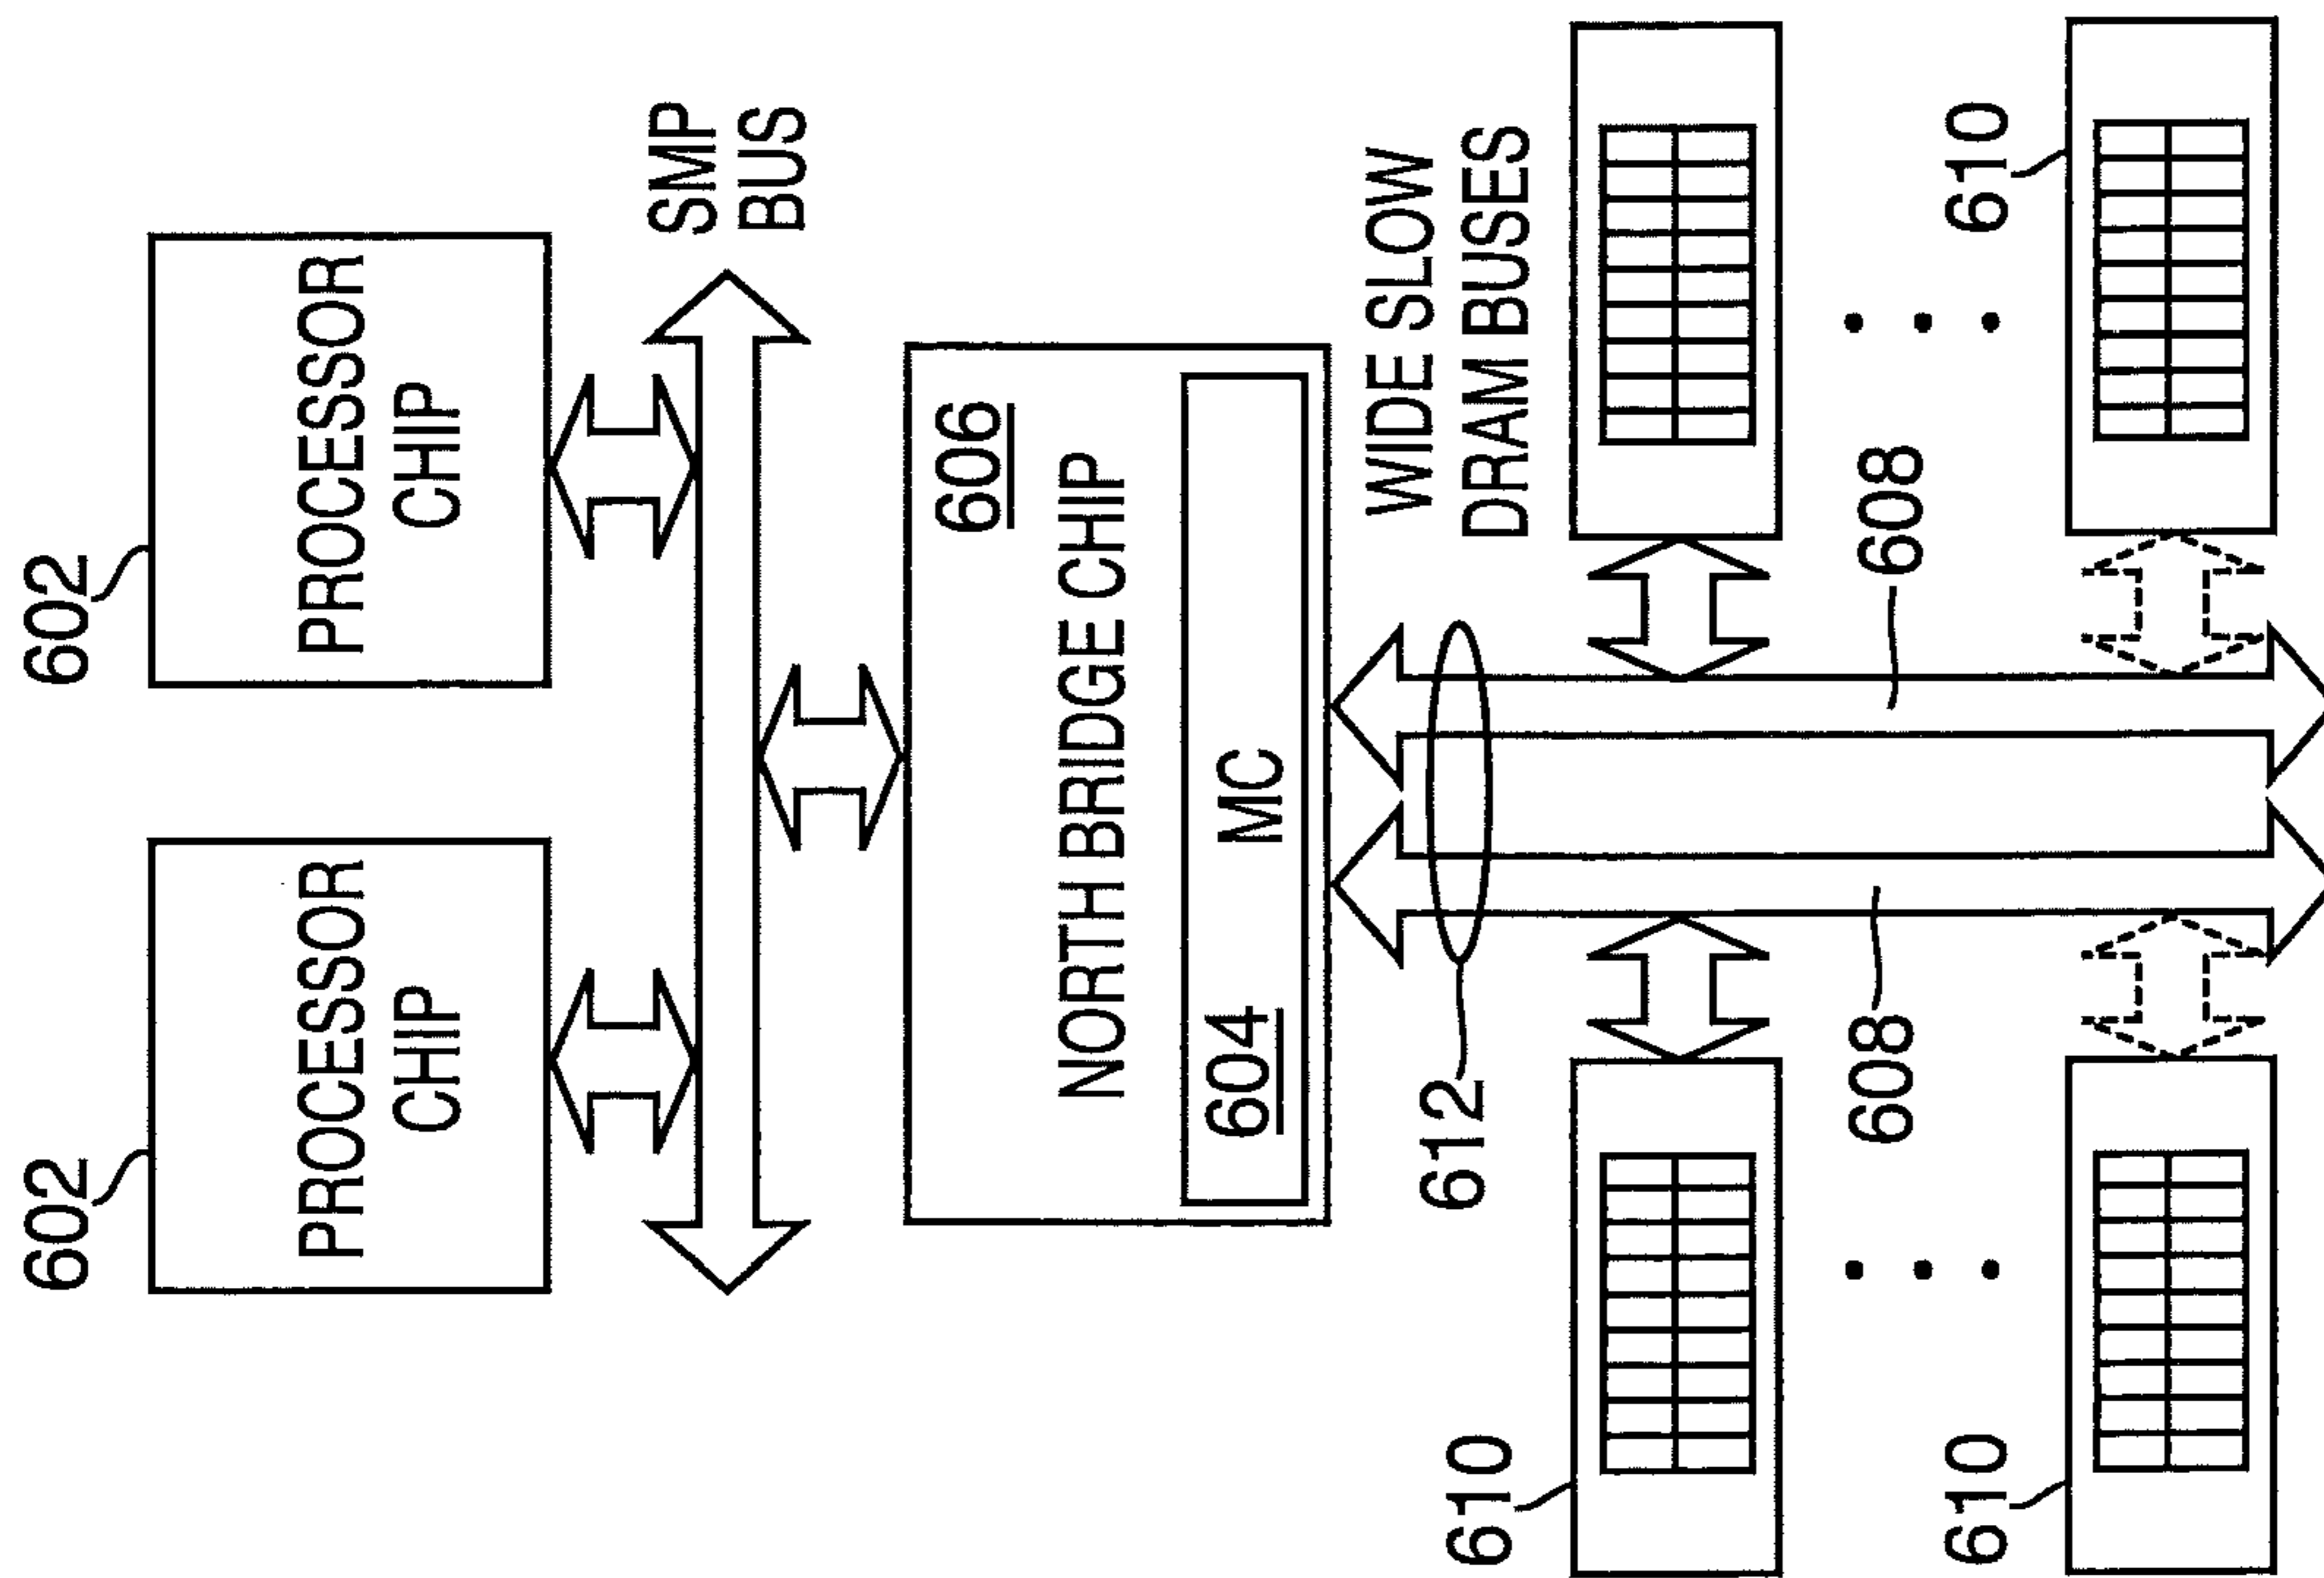 602
PROCESSOR
CHIP
602
PROCESSOR
CHIP
SMP
BUS
606
NORTH BRIDGE CHIP
604
MC
WIDE SLOW
DRAM BUSES
612
610
608
608
610
610